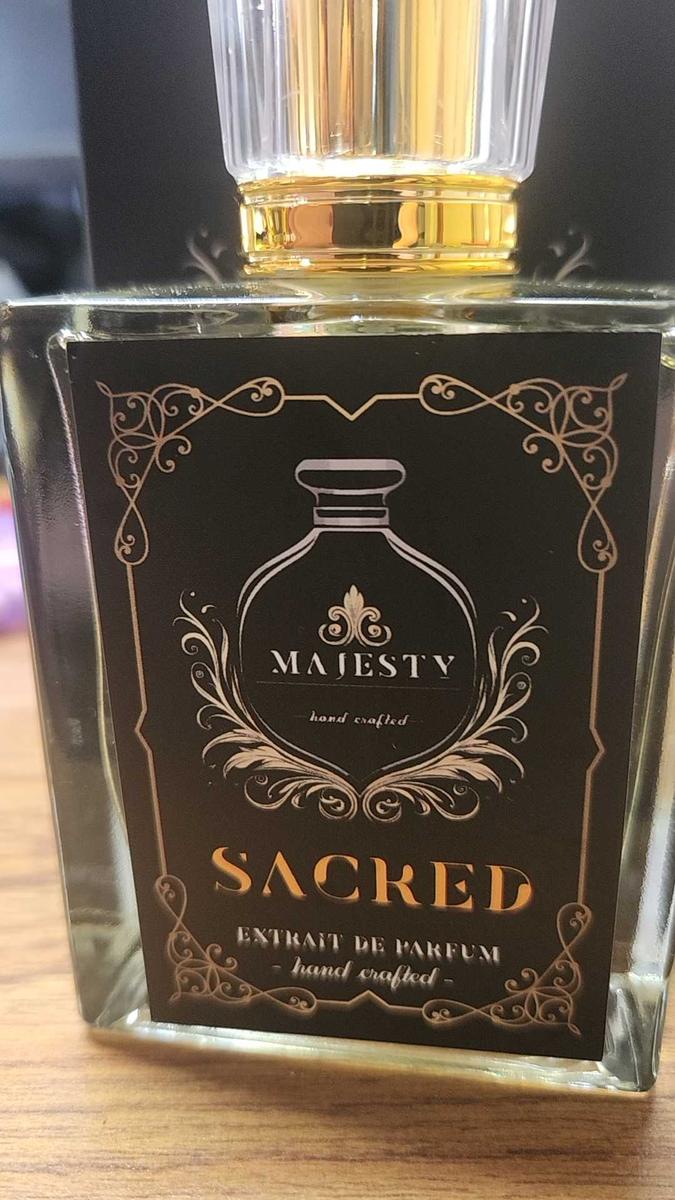 MAJESTY
hand crafted
SACRED
EXTRAIT DE PARFUM
- hand crafted -